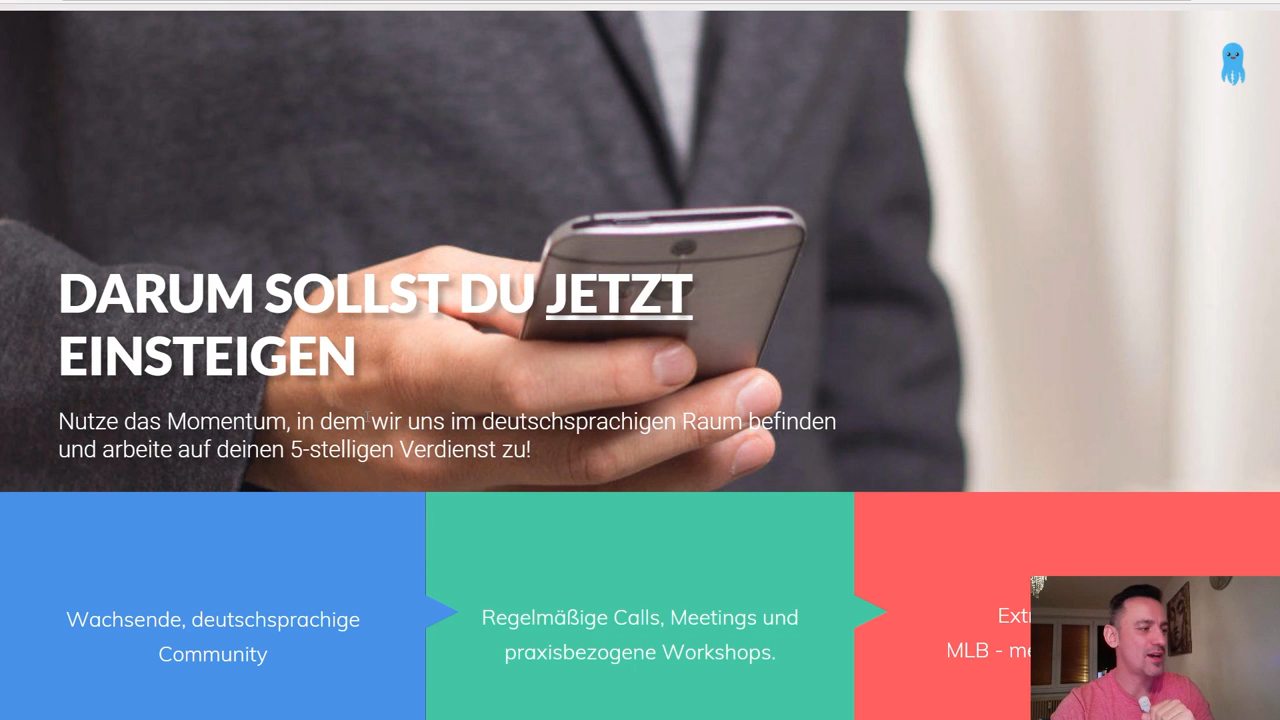 DARUM SOLLST DU JETZT
EINSTEIGEN
Nutze das Momentum, in dem wir uns im deutschsprachigen Raum befinden
und arbeite auf deinen 5-stelligen Verdienst zu!
Wachsende, deutschsprachige
Community
Regelmäßige Calls, Meetings und
praxisbezogene Workshops.
MLB -